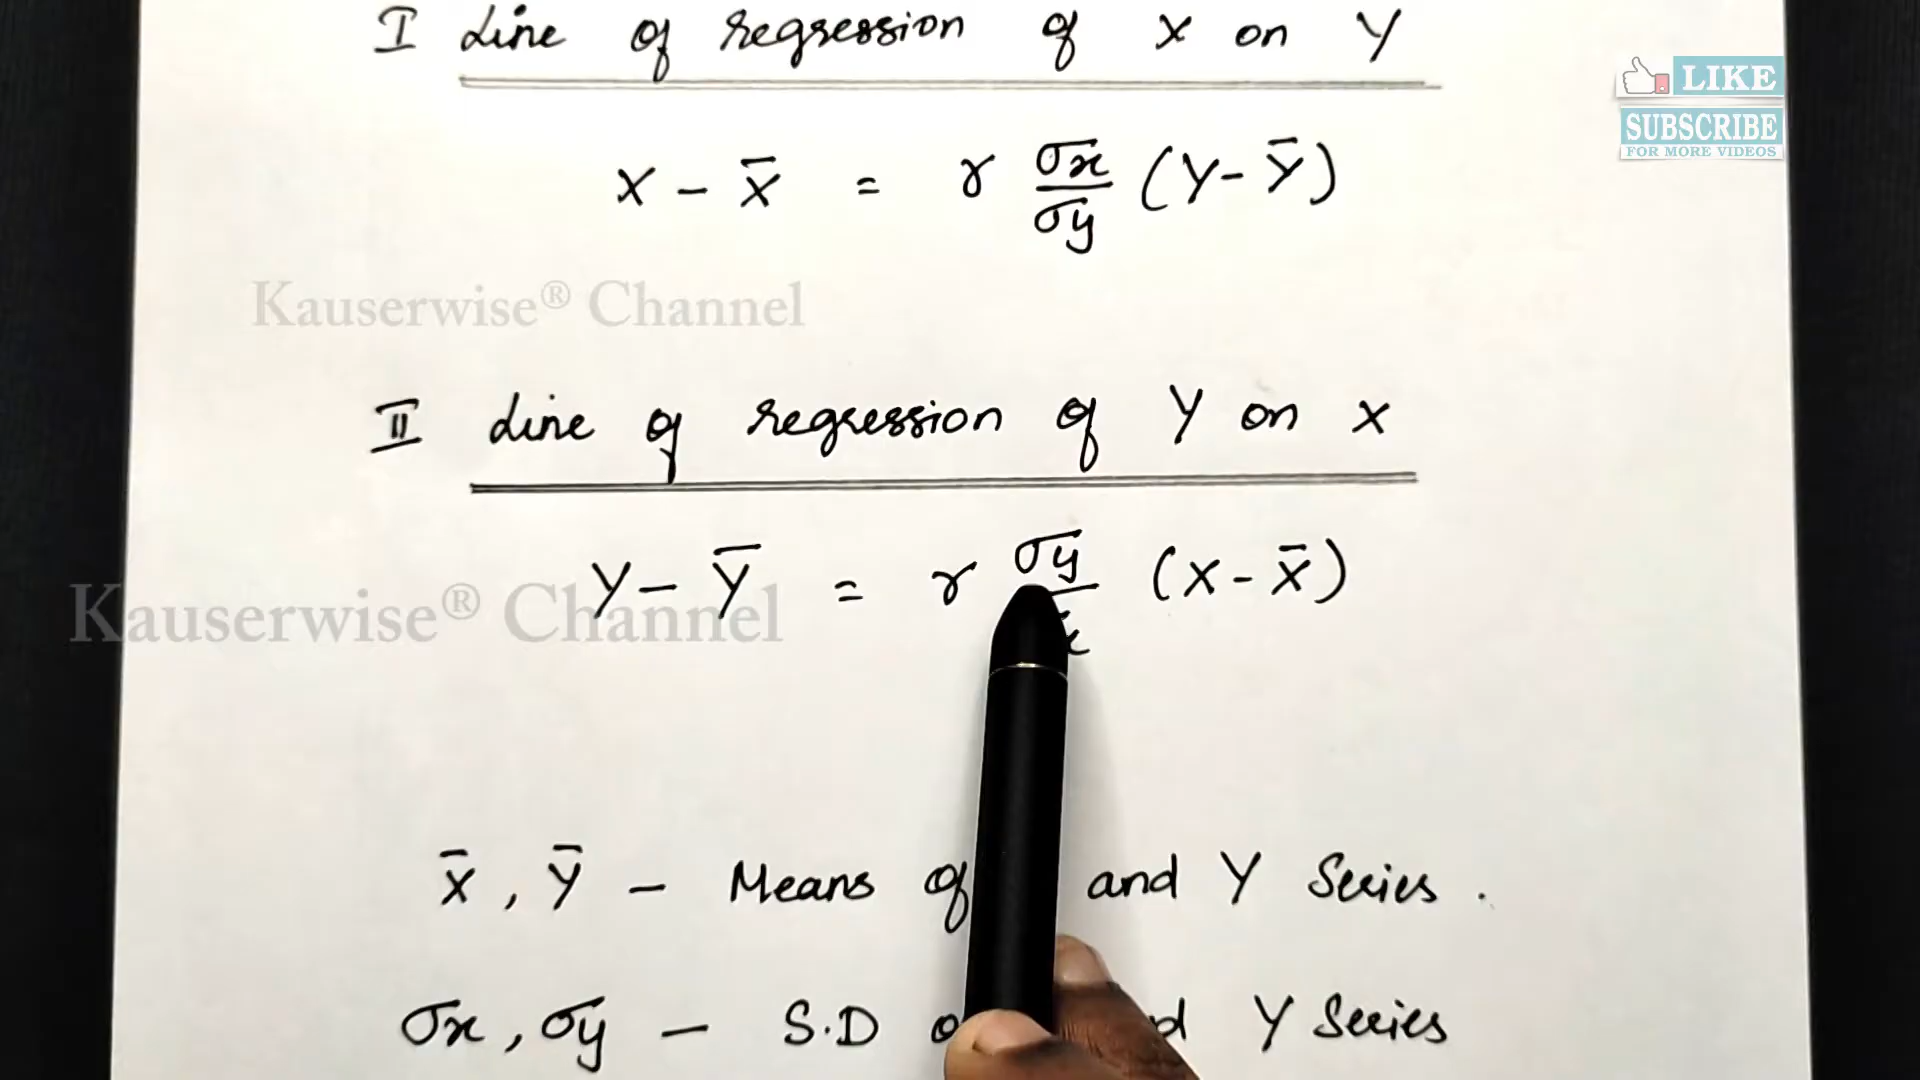 I Line of regression of X on Y
LIKE
SUBSCRIBE
FOR MORE VIDEOS
X - X̄ = r σx/σy (Y - Ȳ)
Kauserwise® Channel
II Line of regression of Y on X
Y - Ȳ = r σy/x (X - X̄)
Kauserwise® Channel
X̄, Ȳ - Means of and Y Series.
σx, σy - S.D Y Series